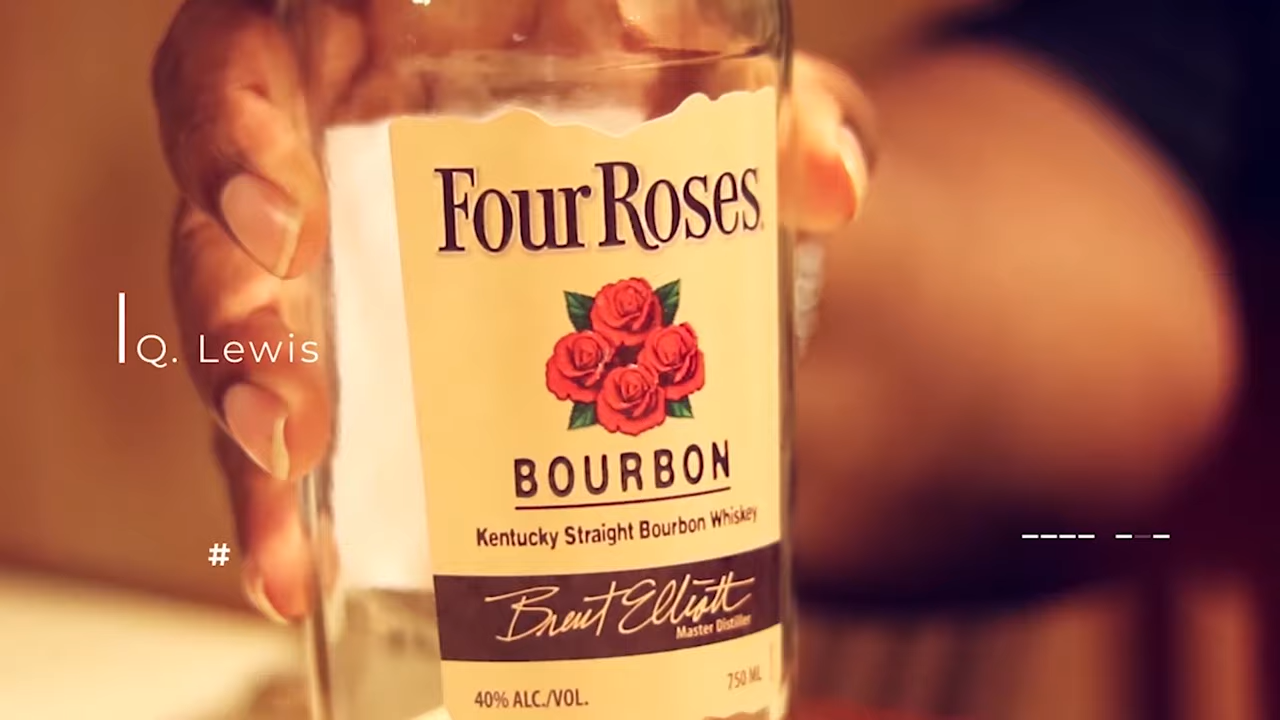 Four Roses
BOURBON
Kentucky Straight Bourbon Whiskey
Brent Elliott
Master Distiller
40% ALC./VOL.
750 ML
Q. Lewis
#